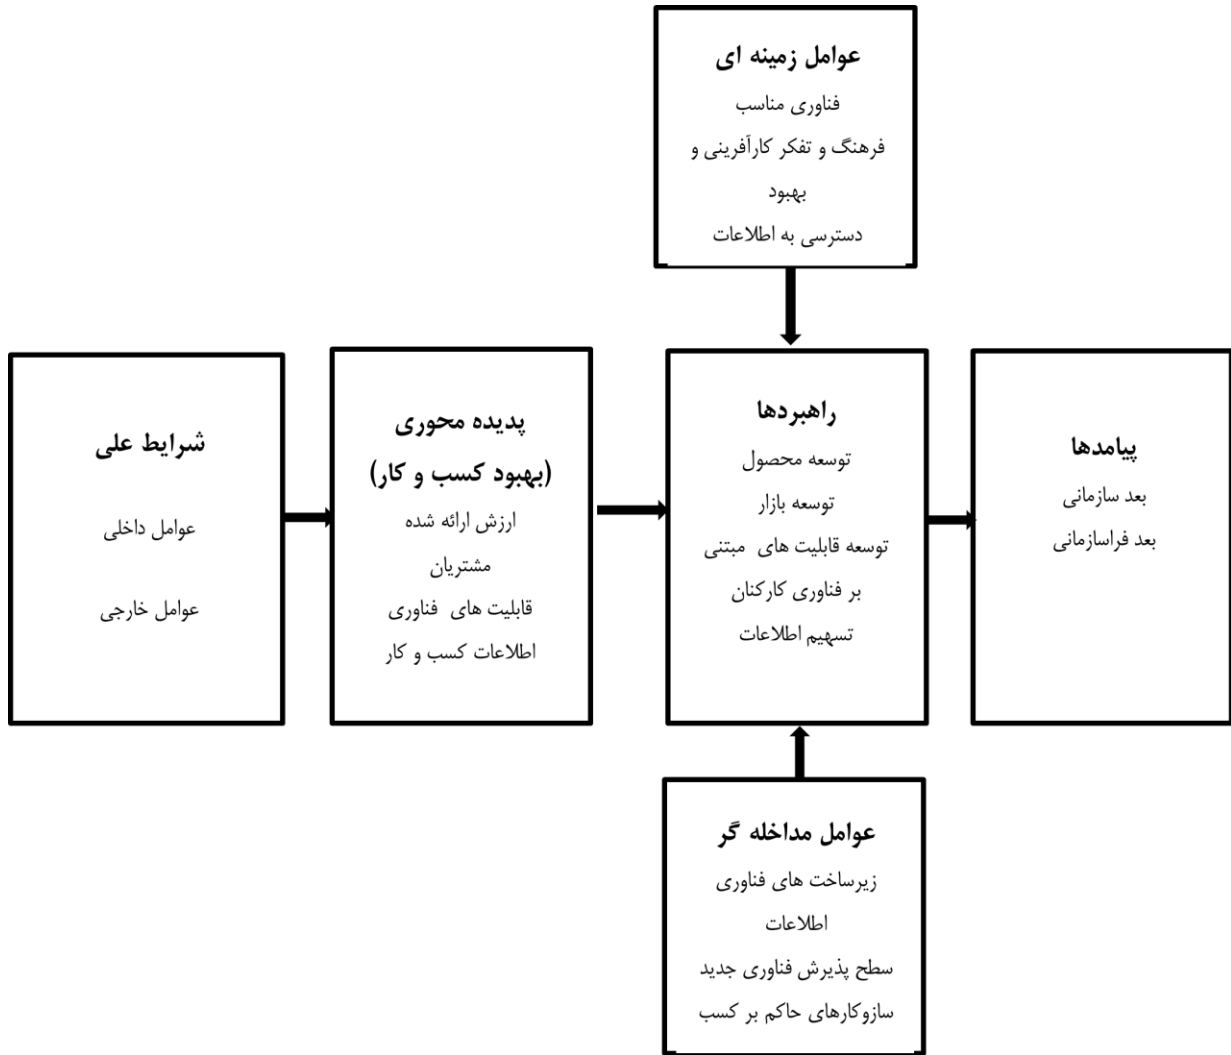 عوامل زمینه ای
فناوری مناسب
فرهنگ و تفکر کارآفرینی و
بهبود
دسترسی به اطلاعات
شرایط علی
عوامل داخلی
عوامل خارجی
پدیده محوری
(بهبود کسب و کار)
ارزش ارائه شده
مشتریان
قابلیت های فناوری
اطلاعات کسب و کار
راهبردها
توسعه محصول
توسعه بازار
توسعه قابلیت های مبتنی
بر فناوری کارکنان
تسهیم اطلاعات
پیامدها
بعد سازمانی
بعد فراسازمانی
عوامل مداخله گر
زیرساخت های فناوری
اطلاعات
سطح پذیرش فناوری جدید
سازوکارهای حاکم بر کسب